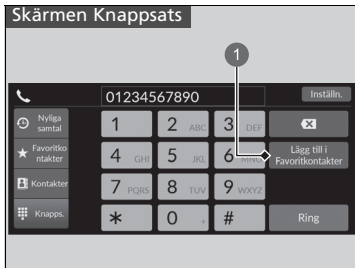 Skärmen Knappsats
1
01234567890
Inställn.
Nyliga
samtal
1
2 ABC
3 DEF
Favoritko
ntakter
4 GHI
5 JKL
6 MNO
Lägg till i
Favoritkontakter
Kontakter
7 PQRS
8 TUV
9 WXYZ
Knapps.
*
0 +
#
Ring